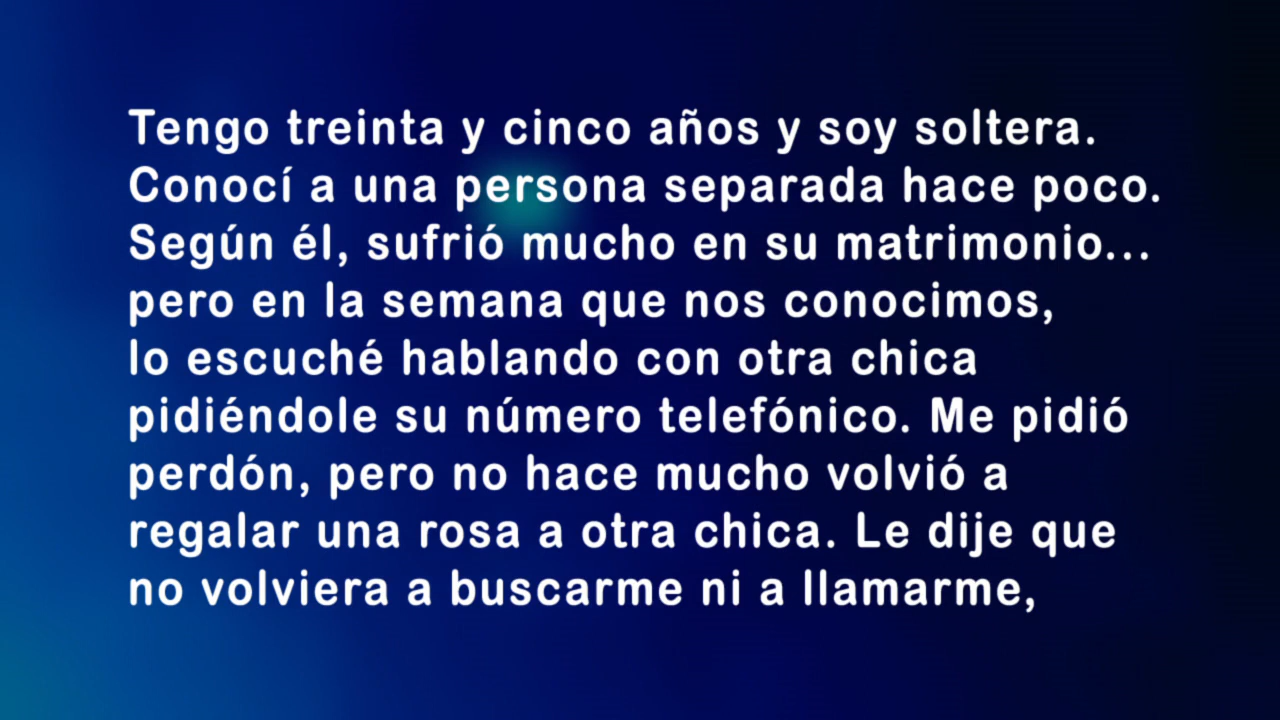 Tengo treinta y cinco años y soy soltera.
Conocí a una persona separada hace poco.
Según él, sufrió mucho en su matrimonio...
pero en la semana que nos conocimos,
lo escuché hablando con otra chica
pidiéndole su número telefónico. Me pidió
perdón, pero no hace mucho volvió a
regalar una rosa a otra chica. Le dije que
no volviera a buscarme ni a llamarme,